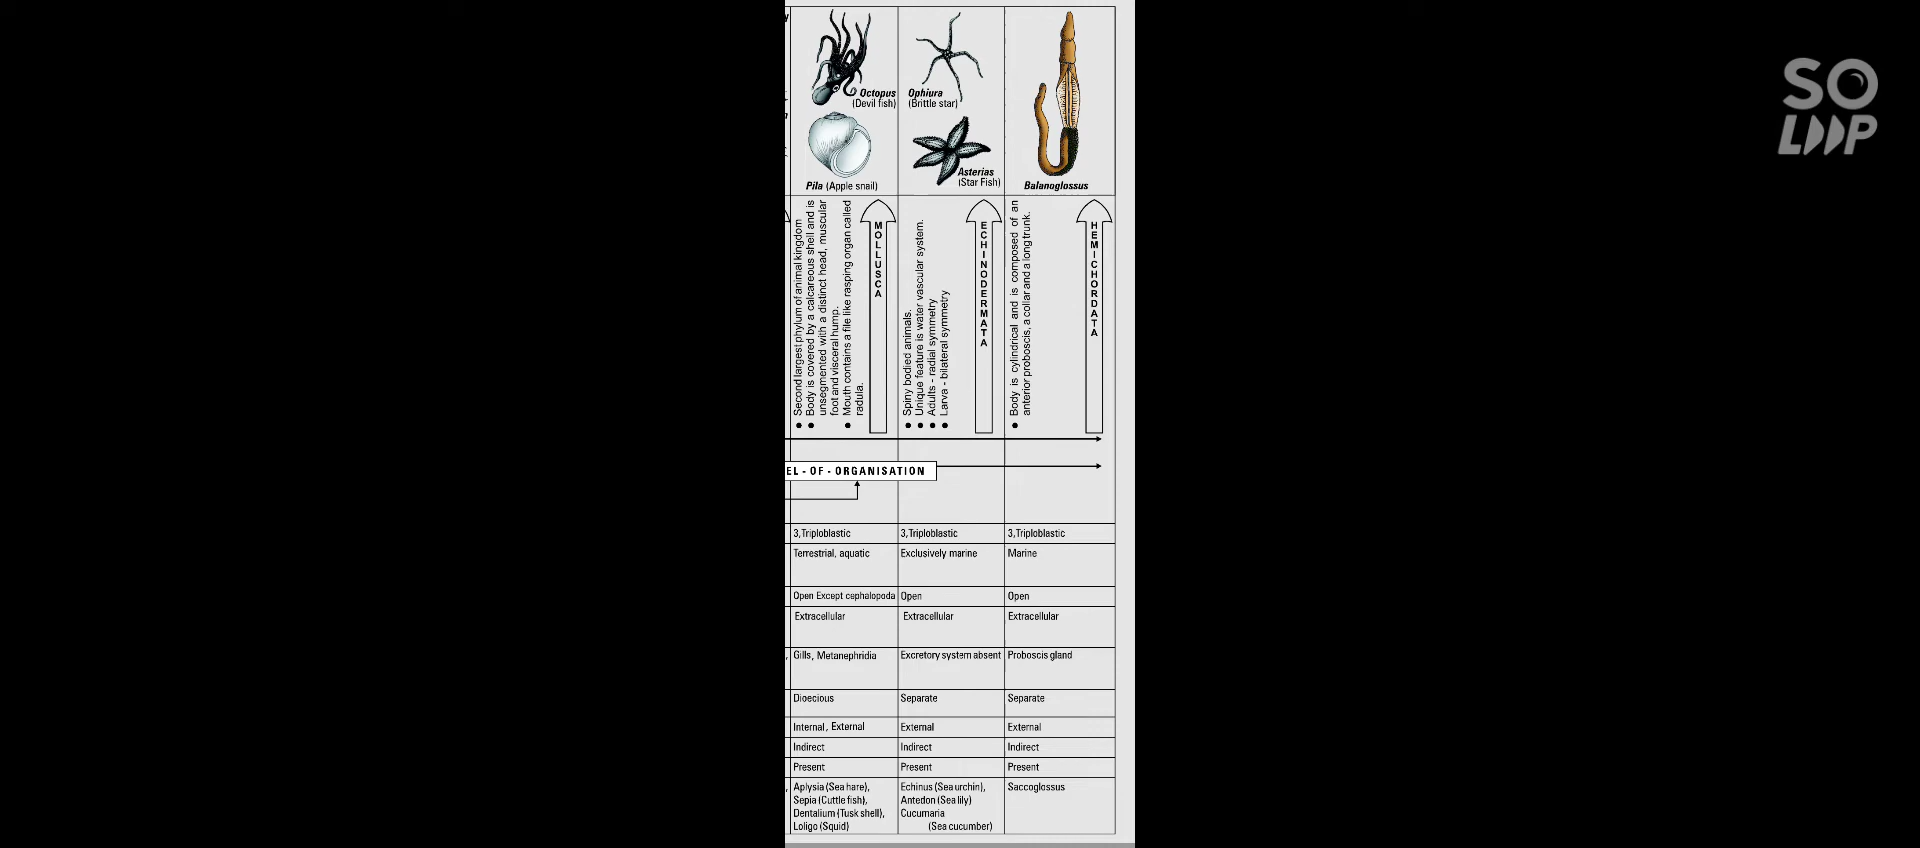 Octopus
(Devil fish)
Pila (Apple snail)
Ophiura
(Brittle star)
Asterias
(Star Fish)
Balanoglossus
Second largest phylum of animal kingdom
Body is covered by a calcareous shell and is
unsegmented with a distinct head, muscular
foot and visceral hump.
Mouth contains a file like rasping organ called
radula.
MOLLUSCA
Spiny bodied animals.
Unique feature is water vascular system.
Adults - radial symmetry
Larva - bilateral symmetry
ECHINODERMATA
Body is cylindrical and is composed of an
anterior proboscis, a collar and a long trunk.
HEMICHORDATA
EL - OF - ORGANISATION
3,Triploblastic 3,Triploblastic 3,Triploblastic
Terrestrial, aquatic Exclusively marine Marine
Open Except cephalopoda Open Open
Extracellular Extracellular Extracellular
Gills, Metanephridia Excretory system absent Proboscis gland
Dioecious Separate Separate
Internal, External External External
Indirect Indirect Indirect
Present Present Present
Aplysia (Sea hare), Echinus (Sea urchin), Saccoglossus
Sepia (Cuttle fish), Antedon (Sea lily)
Dentalium (Tusk shell), Cucumaria
Loligo (Squid) (Sea cucumber)
SO
LOOP